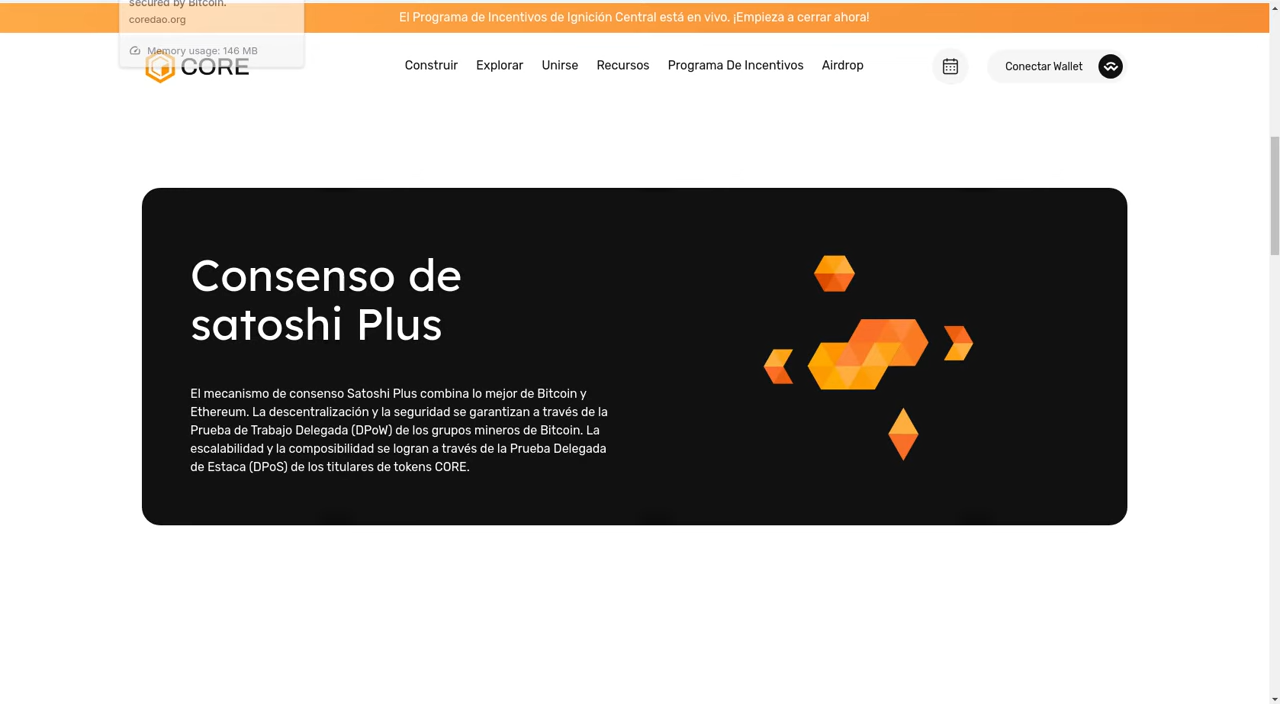 secured by Bitcoin.
coredao.org
Memory usage: 146 MB
El Programa de Incentivos de Ignición Central está en vivo. ¡Empieza a cerrar ahora!
CORE
Construir Explorar Unirse Recursos Programa De Incentivos Airdrop
Conectar Wallet
Consenso de
satoshi Plus
El mecanismo de consenso Satoshi Plus combina lo mejor de Bitcoin y
Ethereum. La descentralización y la seguridad se garantizan a través de la
Prueba de Trabajo Delegada (DPoW) de los grupos mineros de Bitcoin. La
escalabilidad y la composibilidad se logran a través de la Prueba Delegada
de Estaca (DPoS) de los titulares de tokens CORE.